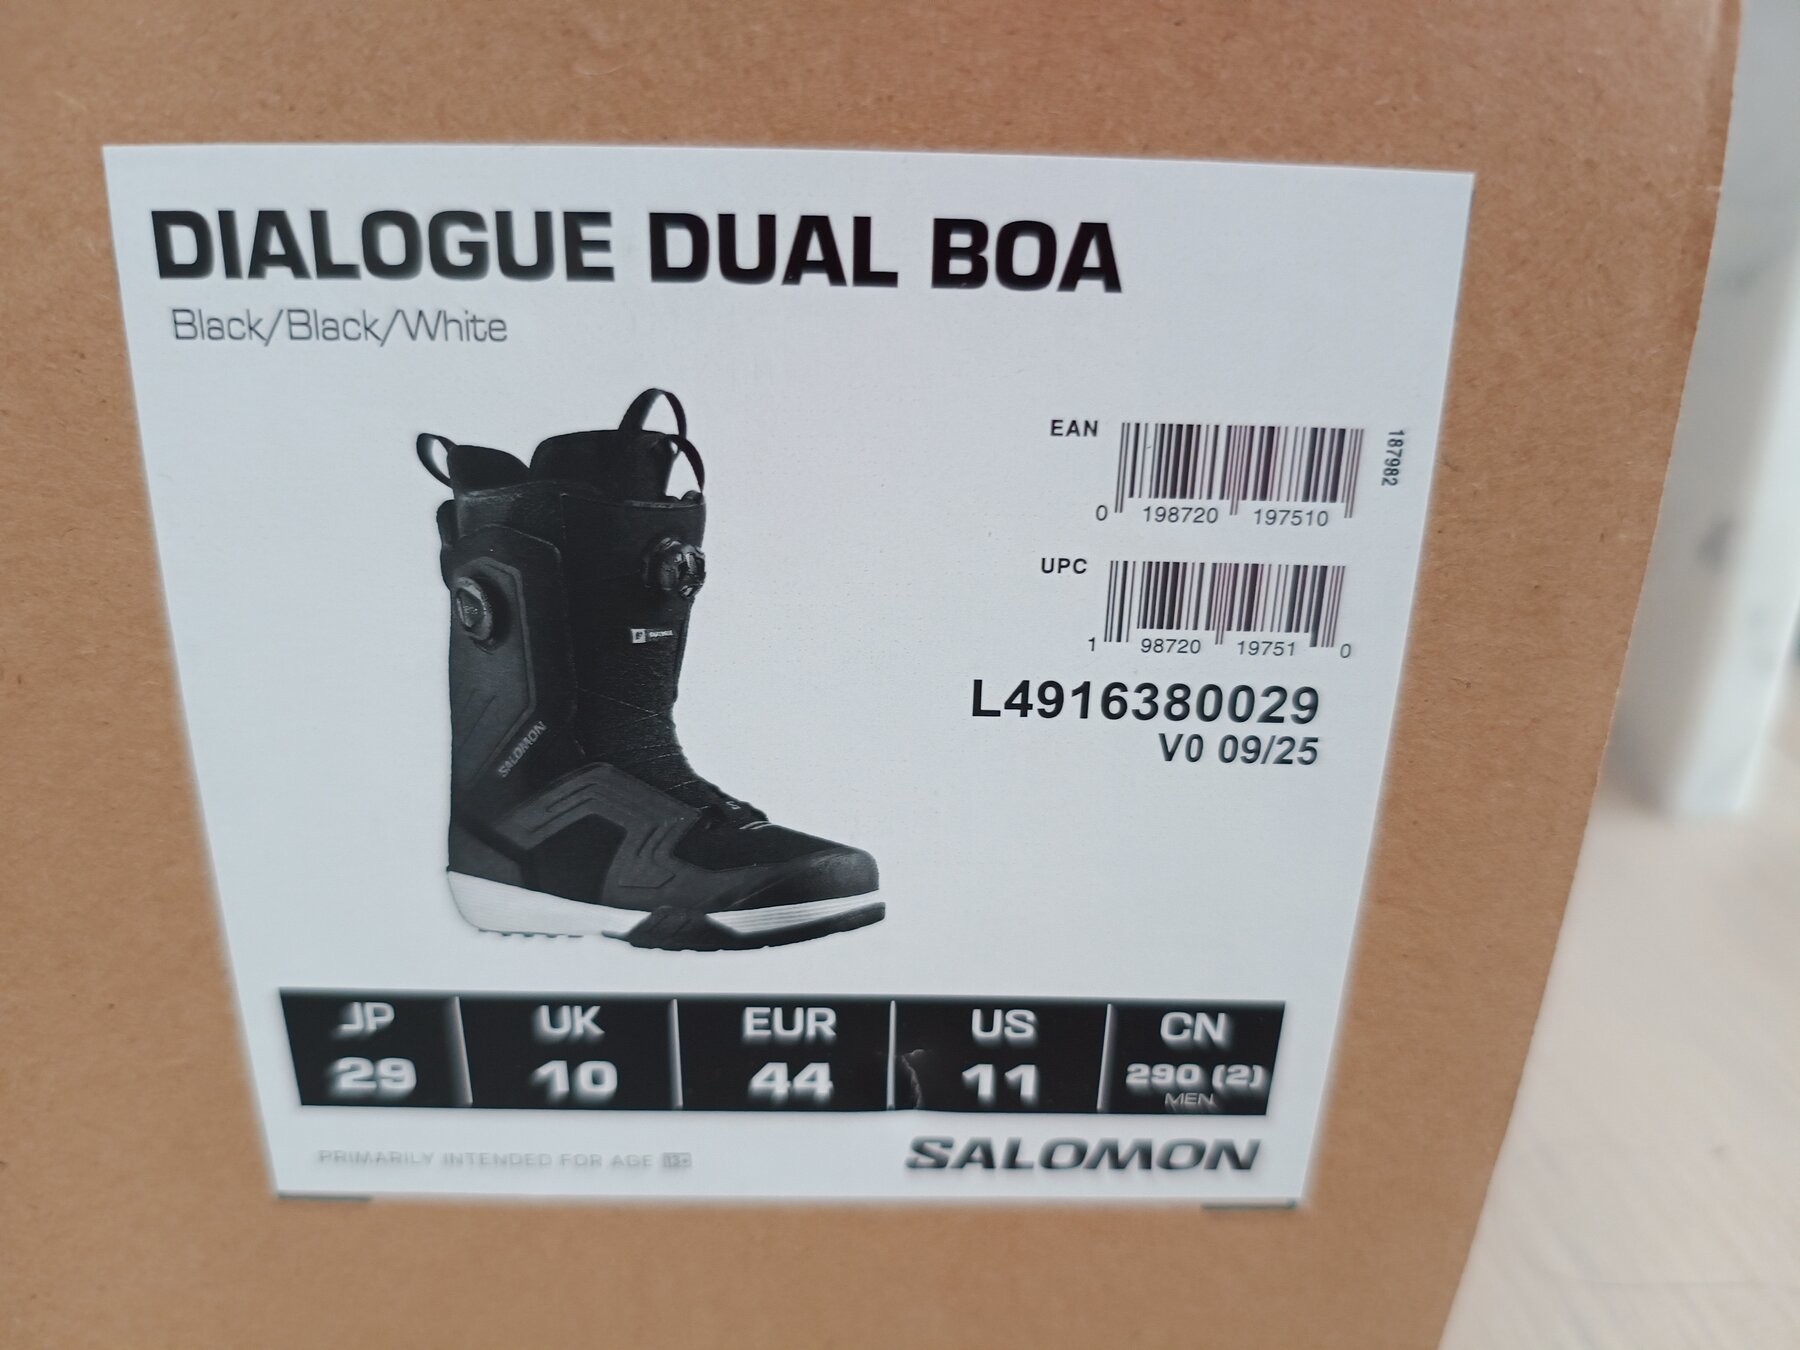 DIALOGUE DUAL BOA
Black/Black/White
EAN
0 198720 197510
187982
UPC
1 98720 19751 0
L4916380029
V0 09/25
SALOMON
JP UK EUR US CN
29 10 44 11 290 (2)
MEN
PRIMARILY INTENDED FOR AGE
SALOMON